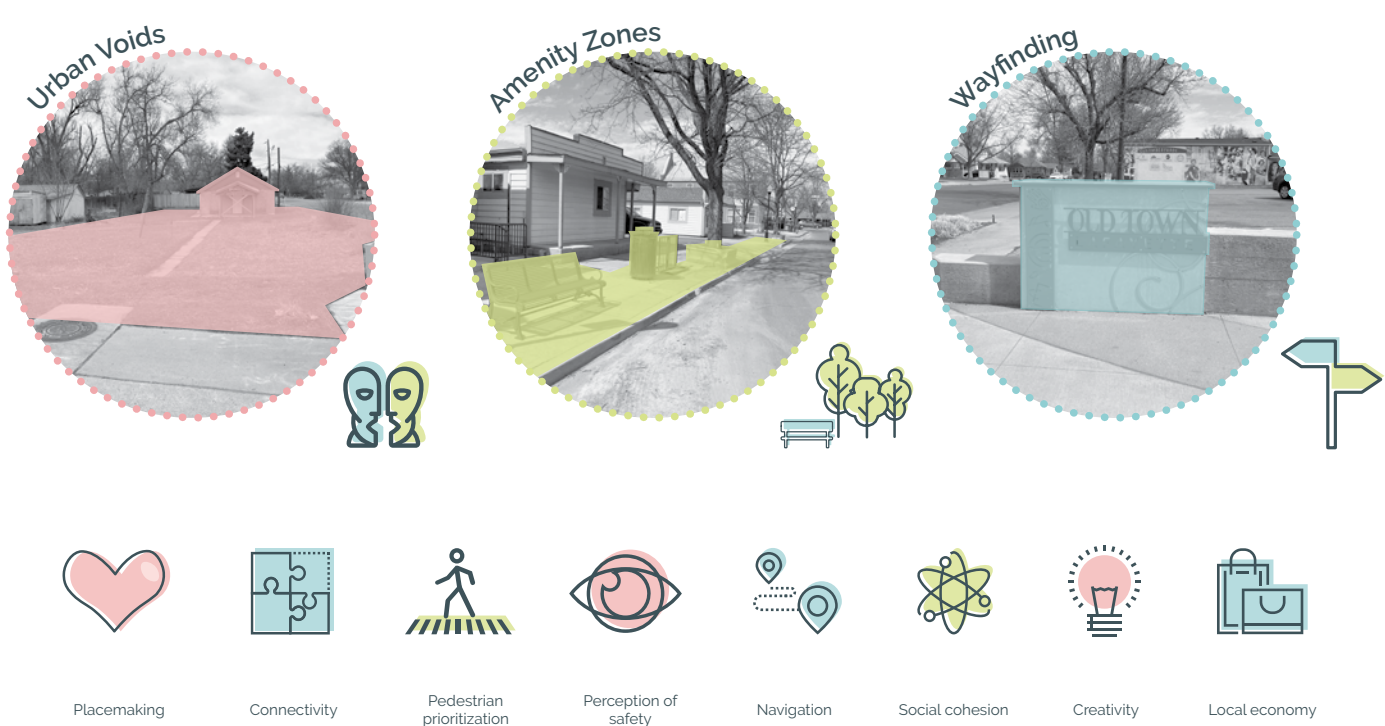 Urban Voids
Amenity Zones
Wayfinding
OLD TOWN
Placemaking
Connectivity
Pedestrian
prioritization
Perception of
safety
Navigation
Social cohesion
Creativity
Local economy